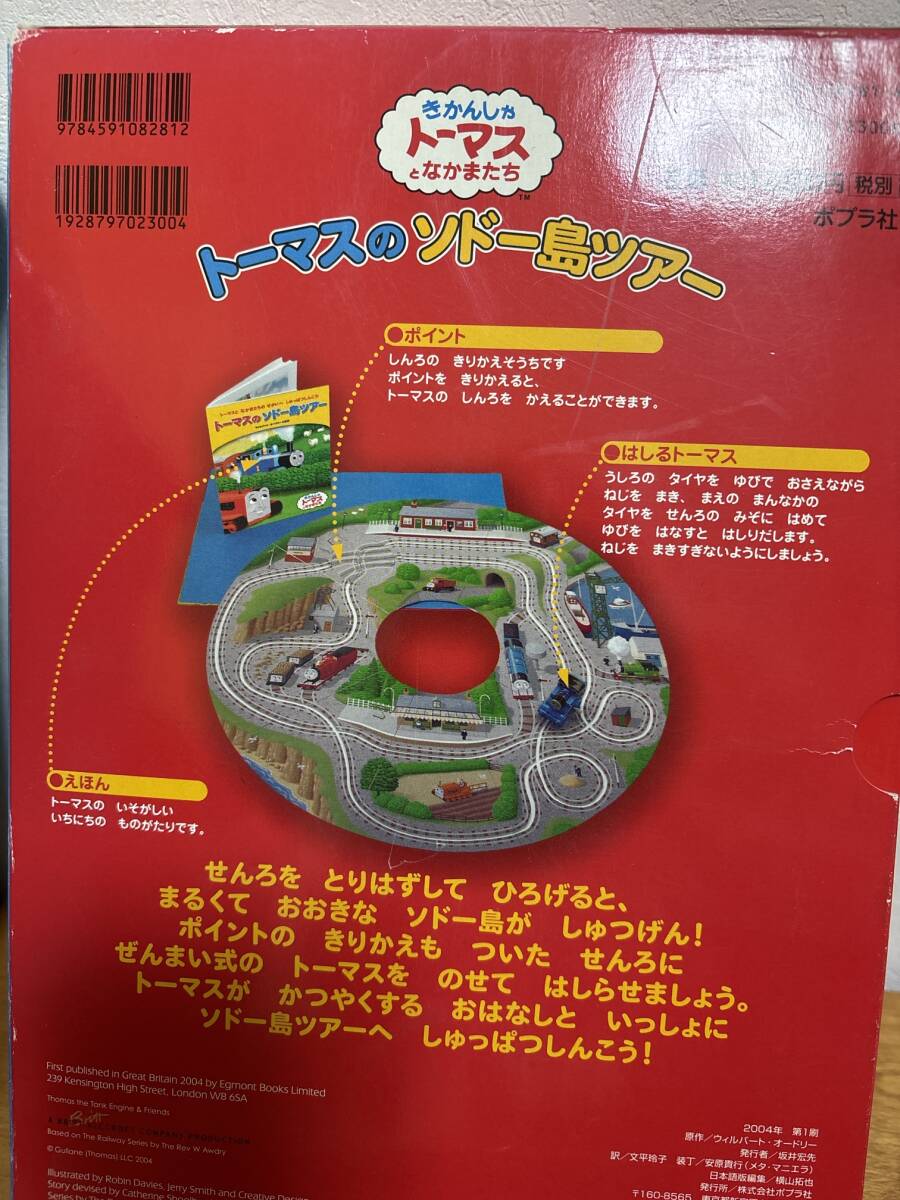 9784591082812
1928797023004
きかんしゃ
トーマス
となかまたち
TM
税別
ポプラ社
トーマスの ソドー島ツアー
●ポイント
しんろの きりかえそうちです
ポイントを きりかえると、
トーマスの しんろを かえることができます。
トーマスの ソドー島ツアー
●はしるトーマス
うしろの タイヤを ゆびで おさえながら
ねじを まき、まえの まんなかの
タイヤを せんろの みぞに はめて
ゆびを はなすと はしりだします。
ねじを まきすぎないようにしましょう。
●えほん
トーマスの いそがしい
いちにちの ものがたりです。
せんろを とりはずして ひろげると、
まるくて おおきな ソドー島が しゅつげん!
ポイントの きりかえも ついた せんろに
ぜんまい式の トーマスを のせて はしらせましょう。
トーマスが かつやくする おはなしと いっしょに
ソドー島ツアーへ しゅっぱつしんこう!
First published in Great Britain 2004 by Egmont Books Limited
239 Kensington High Street, London W8 6SA
Thomas the Tank Engine & Friends
COMPANY PRODUCTION
Based on The Railway Series by The Rev W Awdry
© Gullane (Thomas) LLC 2004
Illustrated by Robin Davies, Jerry Smith and Creative
Story devised by Catherine
2004年 第1刷
原作/ウィルバート・オードリー
発行者/坂井宏先
訳/文平玲子 装丁/安原貴行(メタ・マニエラ)
日本語版編集/横山拓也
発行所/株式会社ポプラ社
〒160-8565